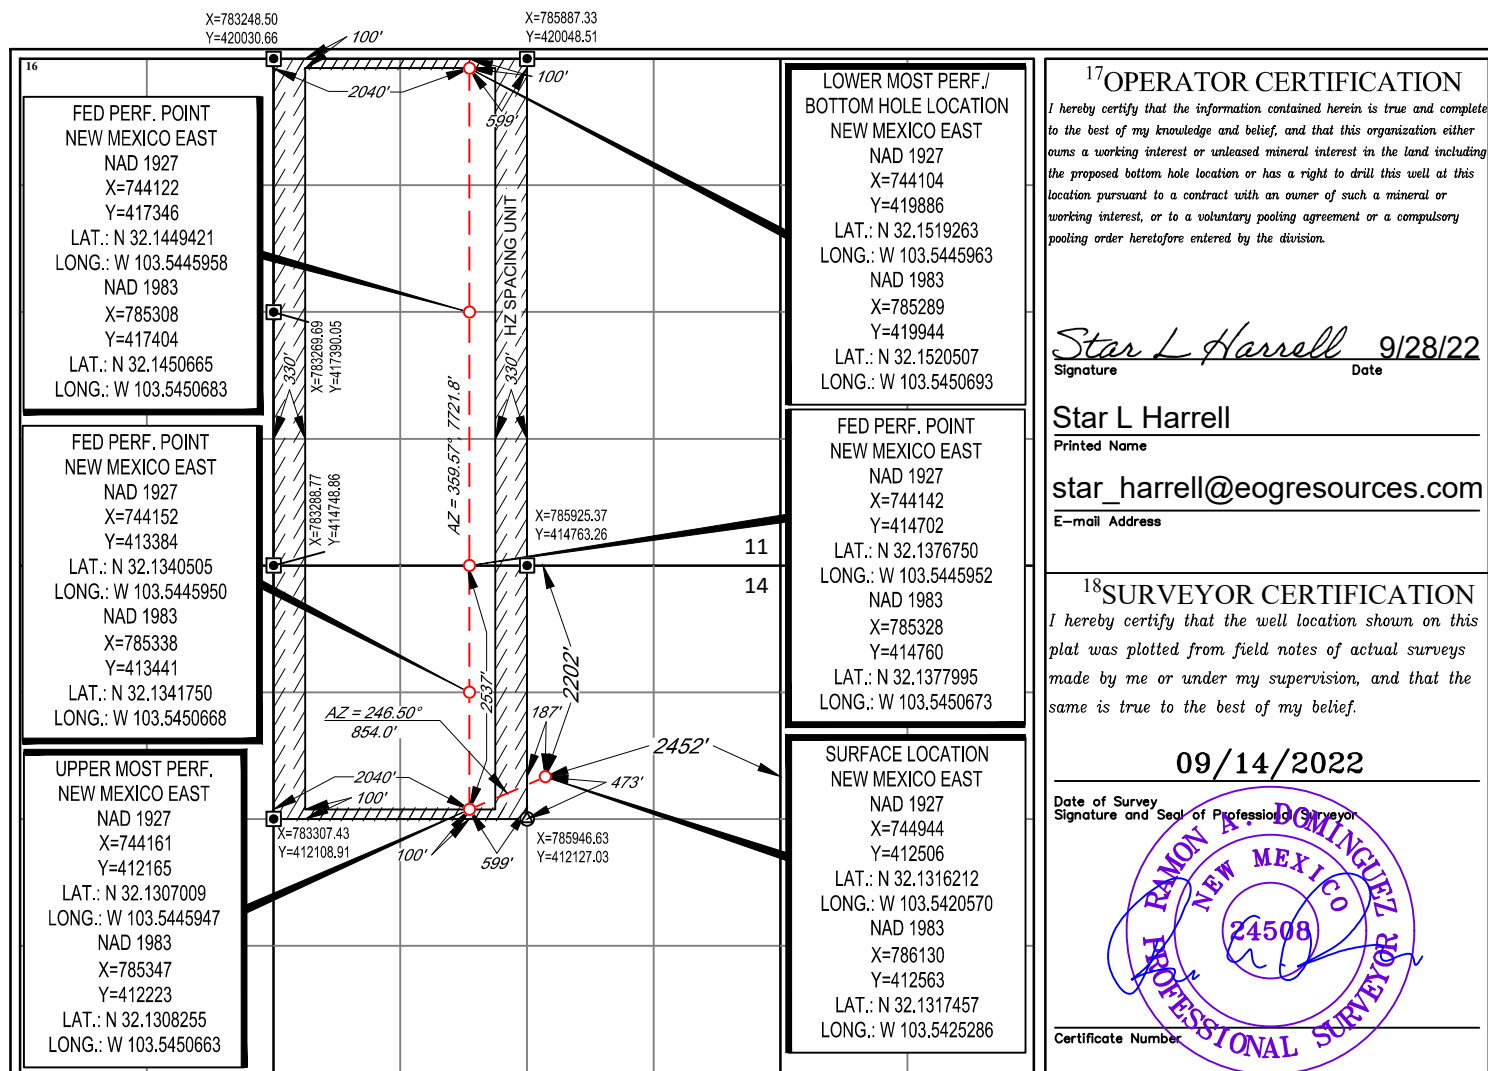 X=783248.50
Y=420030.66
X=785887.33
Y=420048.51
16
100'
2040'
100'
599'
FED PERF. POINT
NEW MEXICO EAST
NAD 1927
X=744122
Y=417346
LAT.: N 32.1449421
LONG.: W 103.5445958
NAD 1983
X=785308
Y=417404
LAT.: N 32.1450665
LONG.: W 103.5450683
FED PERF. POINT
NEW MEXICO EAST
NAD 1927
X=744152
Y=413384
LAT.: N 32.1340505
LONG.: W 103.5445950
NAD 1983
X=785338
Y=413441
LAT.: N 32.1341750
LONG.: W 103.5450668
UPPER MOST PERF.
NEW MEXICO EAST
NAD 1927
X=744161
Y=412165
LAT.: N 32.1307009
LONG.: W 103.5445947
NAD 1983
X=785347
Y=412223
LAT.: N 32.1308255
LONG.: W 103.5450663
330'
X=783269.69
Y=417390.05
HZ SPACING UNIT
330'
AZ = 359.57°, 7721.8'
X=783288.77
Y=414748.86
X=785925.37
Y=414763.26
11
14
2537'
2202'
AZ = 246.50°
854.0'
187'
2452'
473'
2040'
100'
X=783307.43
Y=412108.91
100'
599'
X=785946.63
Y=412127.03
LOWER MOST PERF./
BOTTOM HOLE LOCATION
NEW MEXICO EAST
NAD 1927
X=744104
Y=419886
LAT.: N 32.1519263
LONG.: W 103.5445963
NAD 1983
X=785289
Y=419944
LAT.: N 32.1520507
LONG.: W 103.5450693
FED PERF. POINT
NEW MEXICO EAST
NAD 1927
X=744142
Y=414702
LAT.: N 32.1376750
LONG.: W 103.5445952
NAD 1983
X=785328
Y=414760
LAT.: N 32.1377995
LONG.: W 103.5450673
SURFACE LOCATION
NEW MEXICO EAST
NAD 1927
X=744944
Y=412506
LAT.: N 32.1316212
LONG.: W 103.5420570
NAD 1983
X=786130
Y=412563
LAT.: N 32.1317457
LONG.: W 103.5425286
17 OPERATOR CERTIFICATION
I hereby certify that the information contained herein is true and complete
to the best of my knowledge and belief, and that this organization either
owns a working interest or unleased mineral interest in the land including
the proposed bottom hole location or has a right to drill this well at this
location pursuant to a contract with an owner of such a mineral or
working interest, or to a voluntary pooling agreement or a compulsory
pooling order heretofore entered by the division.
Star L Harrell 9/28/22
Signature Date
Star L Harrell
Printed Name
star_harrell@eogresources.com
E-mail Address
18 SURVEYOR CERTIFICATION
I hereby certify that the well location shown on this
plat was plotted from field notes of actual surveys
made by me or under my supervision, and that the
same is true to the best of my belief.
09/14/2022
Date of Survey
Signature and Seal of Professional Surveyor
RAMON A. DOMINGUEZ
NEW MEXICO
24508
PROFESSIONAL SURVEYOR
Certificate Number